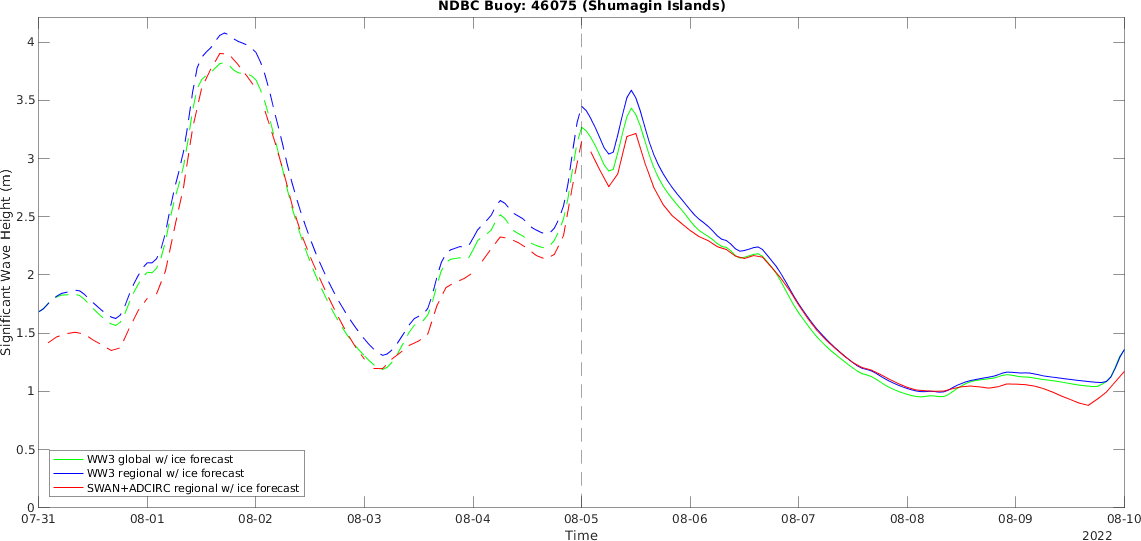 NDBC Buoy: 46075 (Shumagin Islands)
Significant Wave Height (m)
4
3.5
3
2.5
2
1.5
1
0.5
0
WW3 global w/ ice forecast
WW3 regional w/ ice forecast
SWAN+ADCIRC regional w/ ice forecast
07-31 08-01 08-02 08-03 08-04 08-05 08-06 08-07 08-08 08-09 08-10
Time
2022